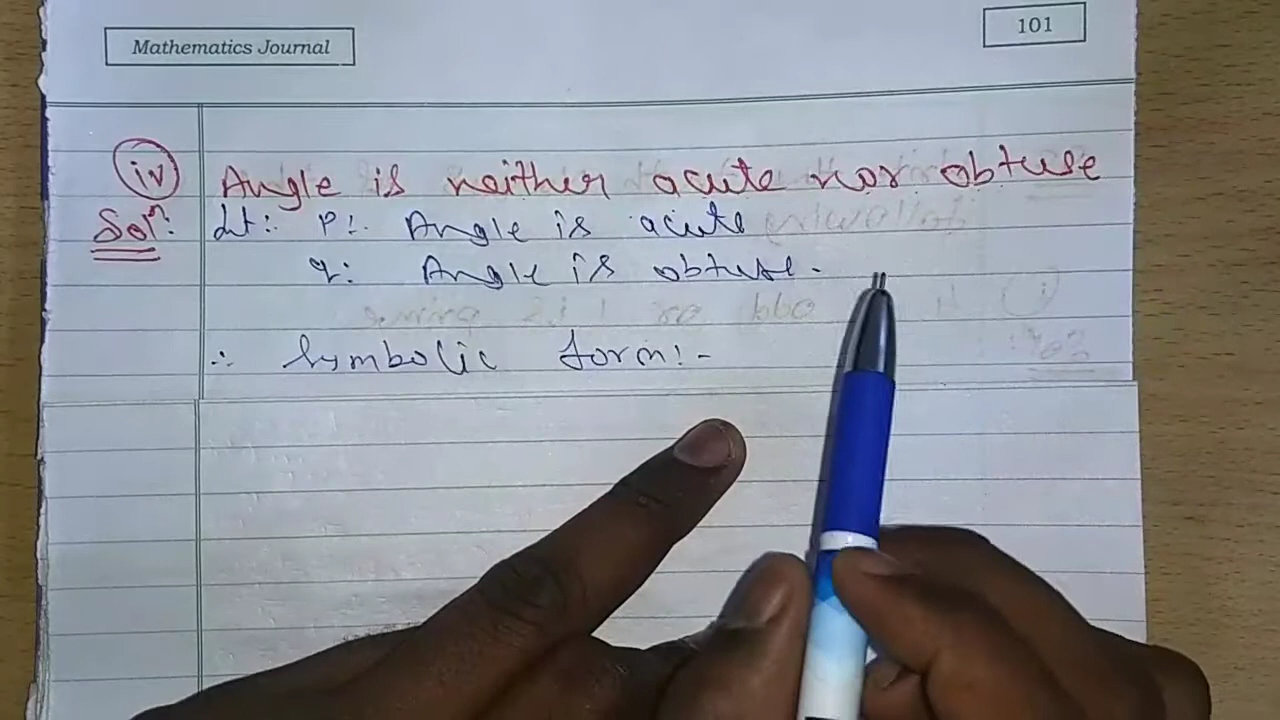 Mathematics Journal
101
iv Angle is neither acute nor obtuse
Solⁿ: Let:. P:. Angle is acute
q: Angle is obtuse.
∴ Symbolic form:-